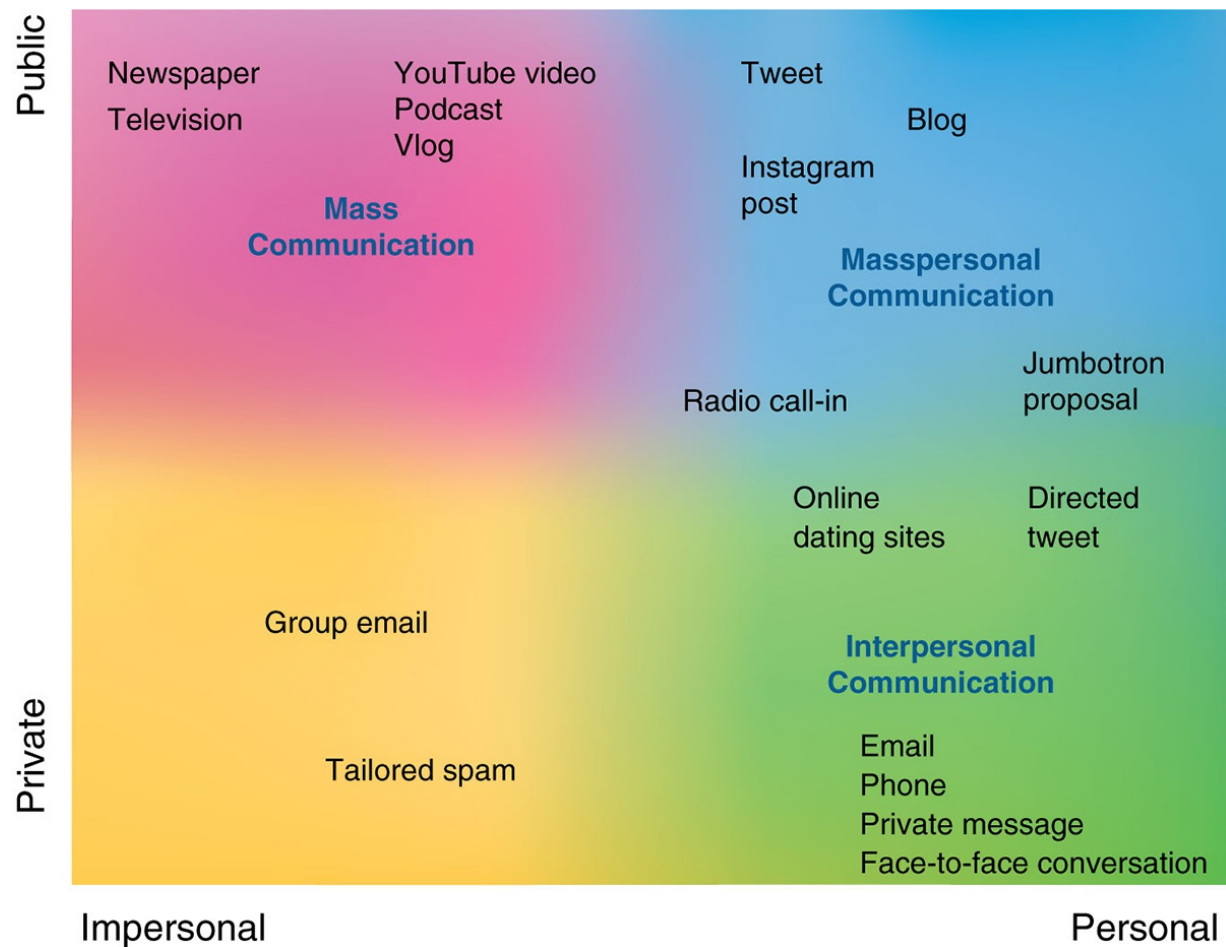 Public
Newspaper
Television
YouTube video
Podcast
Vlog
Tweet
Blog
Instagram
post
Mass
Communication
Masspersonal
Communication
Radio call-in
Jumbotron
proposal
Online
dating sites
Directed
tweet
Group email
Interpersonal
Communication
Tailored spam
Email
Phone
Private message
Face-to-face conversation
Private
Impersonal
Personal